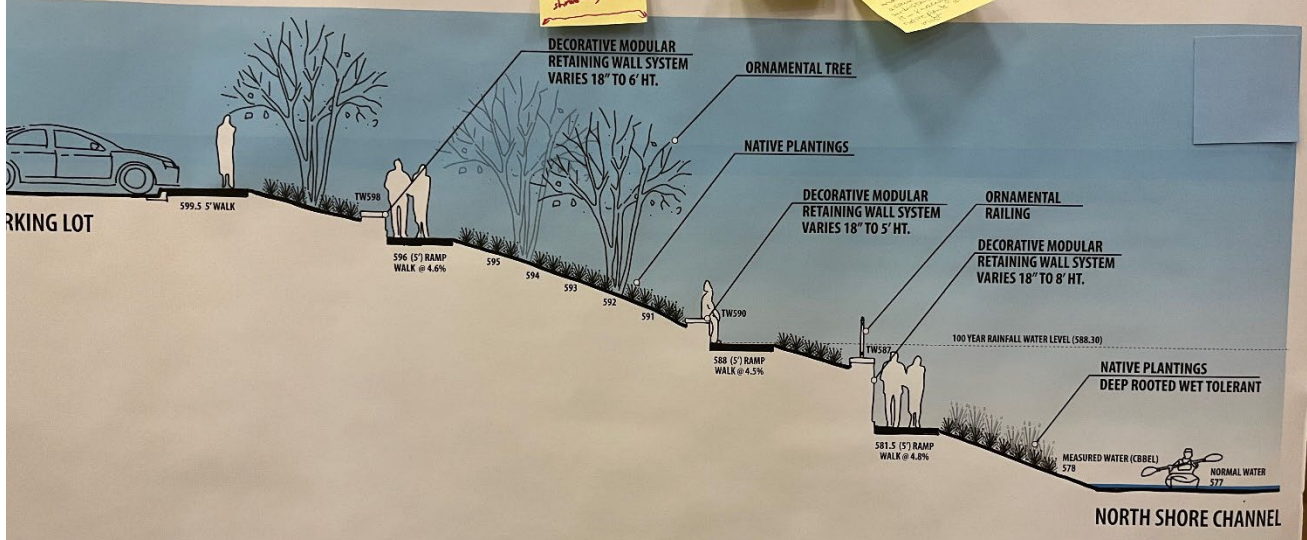 DECORATIVE MODULAR
RETAINING WALL SYSTEM
VARIES 18" TO 6' HT.
ORNAMENTAL TREE
NATIVE PLANTINGS
DECORATIVE MODULAR
RETAINING WALL SYSTEM
VARIES 18" TO 5' HT.
ORNAMENTAL
RAILING
DECORATIVE MODULAR
RETAINING WALL SYSTEM
VARIES 18" TO 8' HT.
TW598
599.5 5' WALK
RKING LOT
596 (5') RAMP
WALK @ 4.6%
595
594
593
592
591
TW590
588 (5') RAMP
WALK @ 4.5%
100 YEAR RAINFALL WATER LEVEL (588.30)
TW587
NATIVE PLANTINGS
DEEP ROOTED WET TOLERANT
581.5 (5') RAMP
WALK @ 4.8%
MEASURED WATER (CBBEL)
578
NORMAL WATER
577
NORTH SHORE CHANNEL